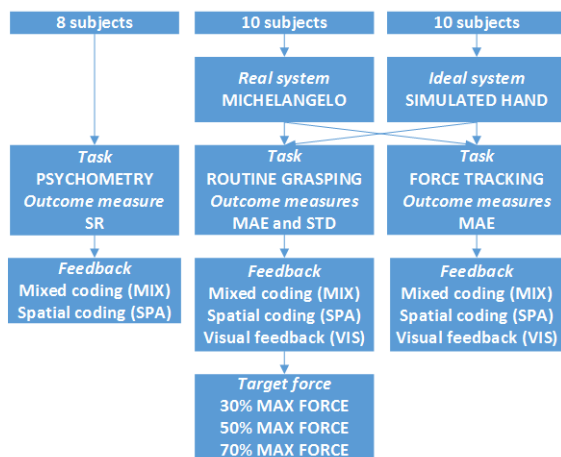 8 subjects
10 subjects
10 subjects
Real system
MICHELANGELO
Ideal system
SIMULATED HAND
Task
PSYCHOMETRY
Outcome measure
SR
Task
ROUTINE GRASPING
Outcome measures
MAE and STD
Task
FORCE TRACKING
Outcome measures
MAE
Feedback
Mixed coding (MIX)
Spatial coding (SPA)
Feedback
Mixed coding (MIX)
Spatial coding (SPA)
Visual feedback (VIS)
Feedback
Mixed coding (MIX)
Spatial coding (SPA)
Visual feedback (VIS)
Target force
30% MAX FORCE
50% MAX FORCE
70% MAX FORCE